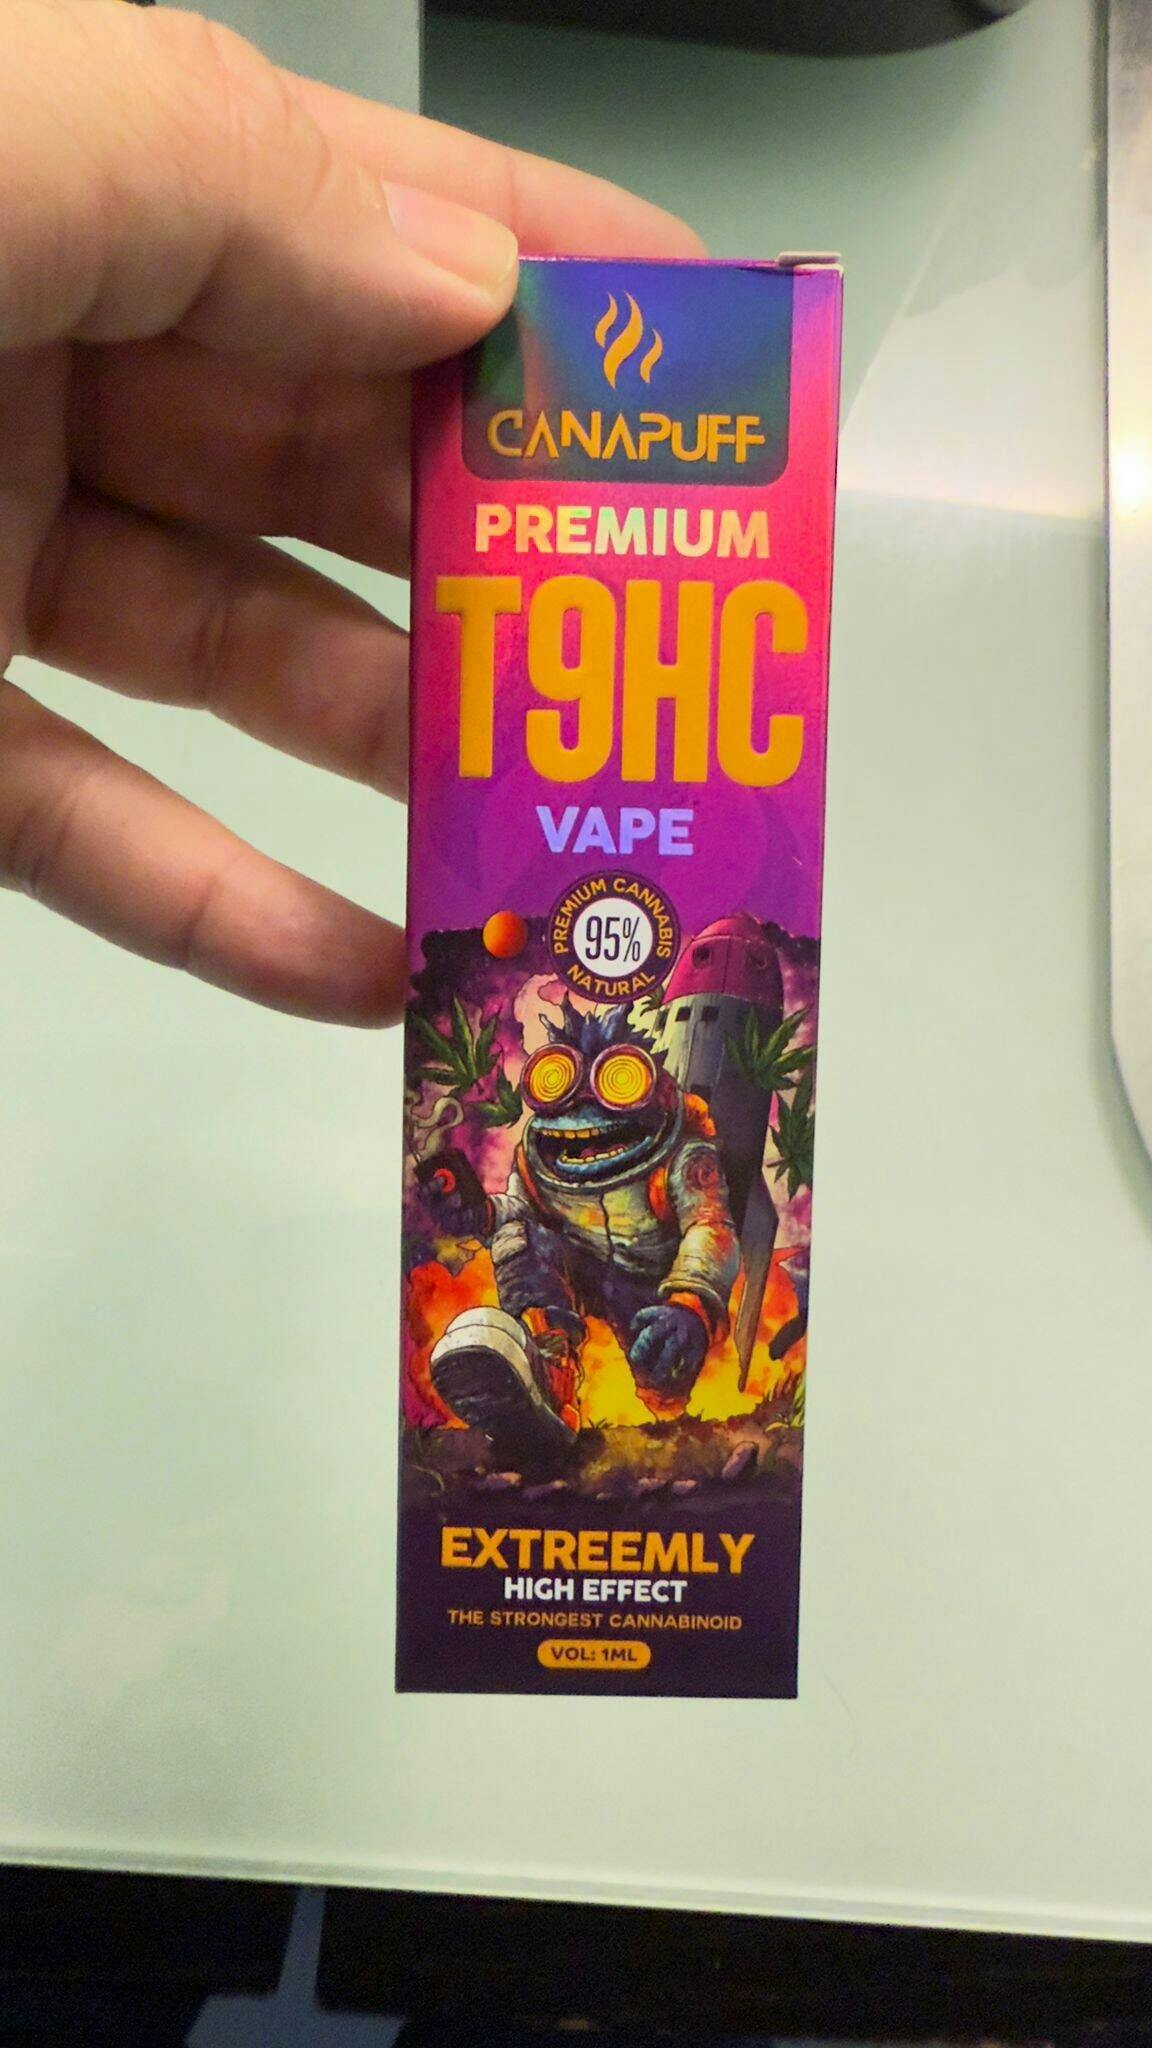 CANAPUFF
PREMIUM
T9HC
VAPE
PREMIUM CANNABIS
95%
NATURAL
EXTREEMLY
HIGH EFFECT
THE STRONGEST CANNABINOID
VOL: 1ML